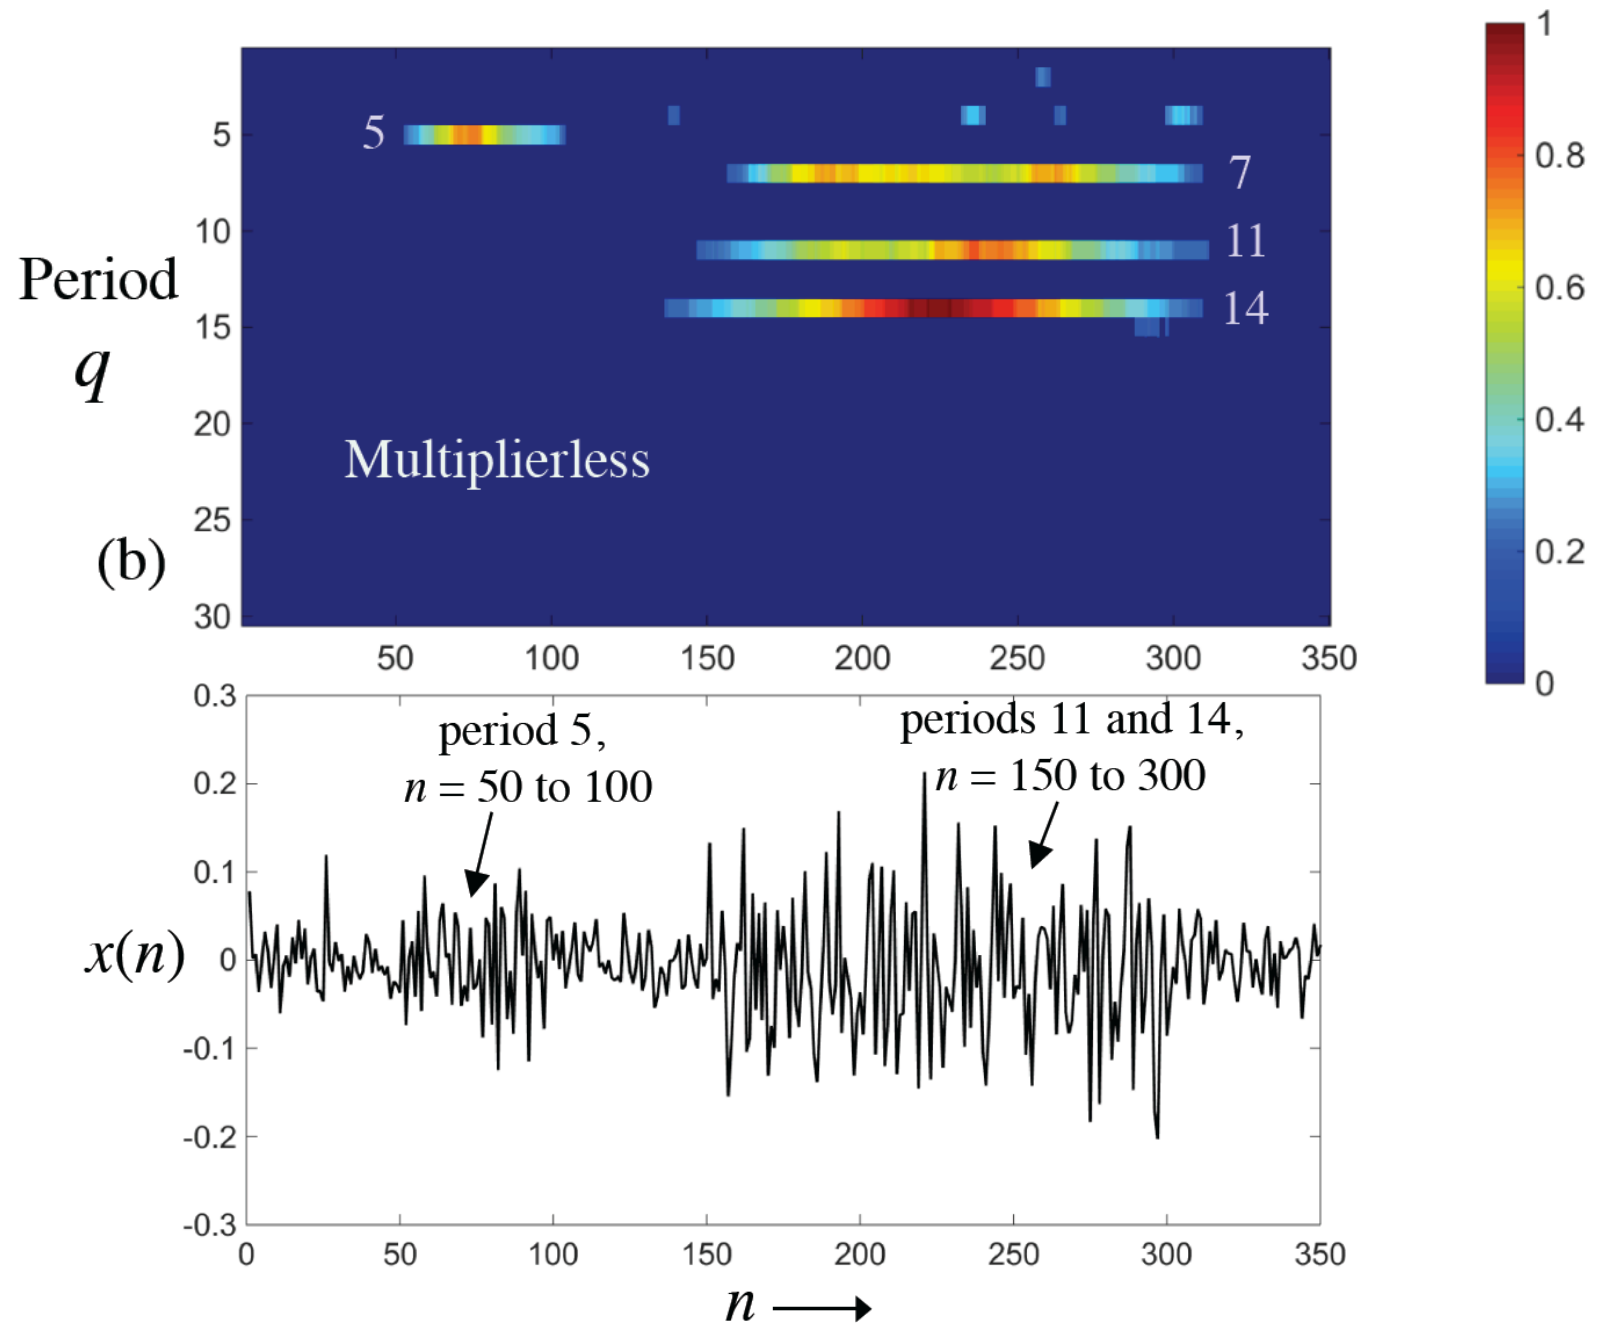 1
0.8
0.6
0.4
0.2
0
5
7
11
14
Period
q
5
10
15
20
25
30
Multiplierless
(b)
50 100 150 200 250 300 350
0.3
0.2
0.1
0
-0.1
-0.2
-0.3
period 5,
n = 50 to 100
periods 11 and 14,
n = 150 to 300
x(n)
0 50 100 150 200 250 300 350
n